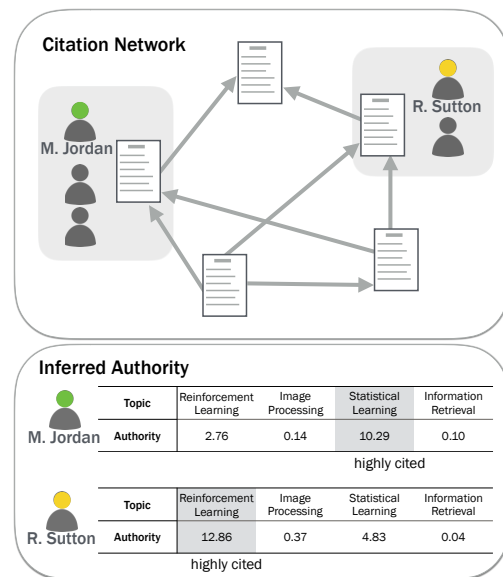 Citation Network
R. Sutton
M. Jordan
Inferred Authority
M. Jordan
Topic
Reinforcement Learning
Image Processing
Statistical Learning
Information Retrieval
Authority
2.76
0.14
10.29
0.10
highly cited
R. Sutton
Topic
Reinforcement Learning
Image Processing
Statistical Learning
Information Retrieval
Authority
12.86
0.37
4.83
0.04
highly cited